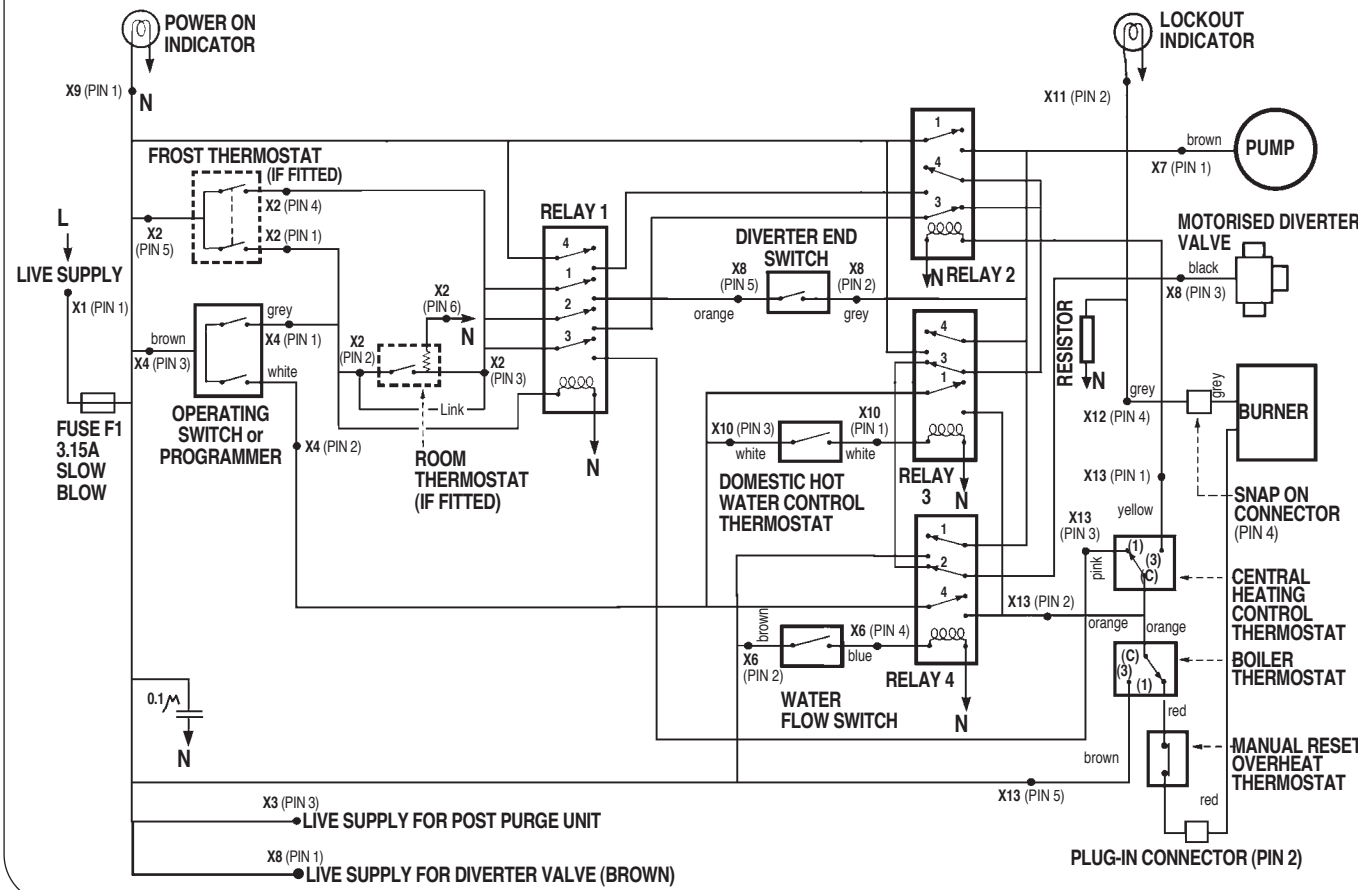 POWER ON
INDICATOR
LOCKOUT
INDICATOR
X9 (PIN 1)
N
X11 (PIN 2)
FROST THERMOSTAT
(IF FITTED)
X2 (PIN 4)
X2 (PIN 1)
X2
(PIN 5)
L
LIVE SUPPLY
X1 (PIN 1)
FUSE F1
3.15A
SLOW
BLOW
brown
X4 (PIN 3)
grey
X4 (PIN 1)
white
OPERATING
SWITCH or
PROGRAMMER
X4 (PIN 2)
X2
(PIN 2)
X2
(PIN 6)
N
X2
(PIN 3)
Link
ROOM
THERMOSTAT
(IF FITTED)
RELAY 1
4
1
2
3
N
DIVERTER END
SWITCH
X8
(PIN 5)
X8
(PIN 2)
orange
grey
1
4
3
N
RELAY 2
brown
X7 (PIN 1)
PUMP
MOTORISED DIVERTER
VALVE
black
X8 (PIN 3)
4
3
1
X10 (PIN 3)
white
X10
(PIN 1)
white
DOMESTIC HOT
WATER CONTROL
THERMOSTAT
RELAY
3
N
RESISTOR
N
grey
X12 (PIN 4)
grey
BURNER
SNAP ON
CONNECTOR
(PIN 4)
X13 (PIN 1)
yellow
X13
(PIN 3)
pink
(1)
(3)
(C)
CENTRAL
HEATING
CONTROL
THERMOSTAT
1
2
4
X13 (PIN 2)
orange
orange
brown
X6
(PIN 2)
X6 (PIN 4)
blue
WATER
FLOW SWITCH
RELAY 4
N
(C)
(3)
(1)
BOILER
THERMOSTAT
red
brown
MANUAL RESET
OVERHEAT
THERMOSTAT
red
X13 (PIN 5)
PLUG-IN CONNECTOR (PIN 2)
0.1
N
X3 (PIN 3)
LIVE SUPPLY FOR POST PURGE UNIT
X8 (PIN 1)
LIVE SUPPLY FOR DIVERTER VALVE (BROWN)